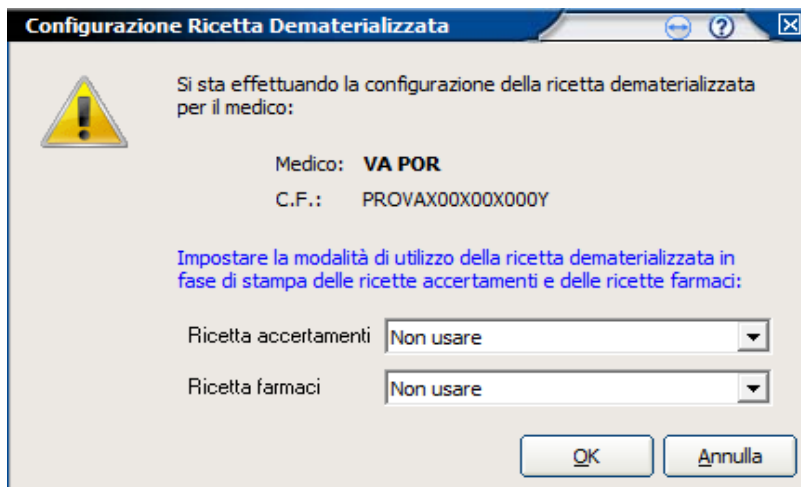 Configurazione Ricetta Dematerializzata
Si sta effettuando la configurazione della ricetta dematerializzata
per il medico:
Medico: VA POR
C.F.: PROVAX00X00X000Y
Impostare la modalità di utilizzo della ricetta dematerializzata in
fase di stampa delle ricette accertamenti e delle ricette farmaci:
Ricetta accertamenti Non usare
Ricetta farmaci Non usare
OK Annulla